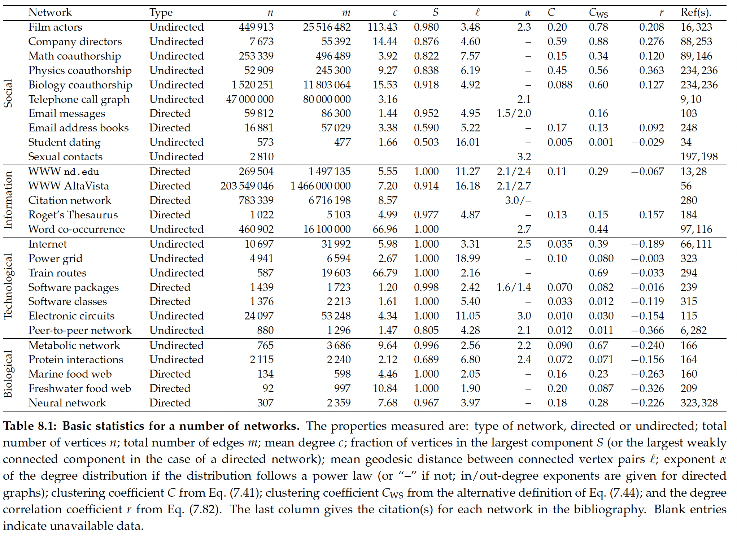 Network Type n m c S ℓ α C C_WS r Ref(s).
Social
Film actors Undirected 449 913 25 516 482 113.43 0.980 3.48 2.3 0.20 0.78 0.208 16, 323
Company directors Undirected 7 673 55 392 14.44 0.876 4.60 – 0.59 0.88 0.276 88, 253
Math coauthorship Undirected 253 339 496 489 3.92 0.822 7.57 – 0.15 0.34 0.120 89, 146
Physics coauthorship Undirected 52 909 245 300 9.27 0.838 6.19 – 0.45 0.56 0.363 234, 236
Biology coauthorship Undirected 1 520 251 11 803 064 15.53 0.918 4.92 – 0.088 0.60 0.127 234, 236
Telephone call graph Undirected 47 000 000 80 000 000 3.16 2.1 9, 10
Email messages Directed 59 812 86 300 1.44 0.952 4.95 1.5/2.0 0.16 103
Email address books Directed 16 881 57 029 3.38 0.590 5.22 – 0.17 0.13 0.092 248
Student dating Undirected 573 477 1.66 0.503 16.01 – 0.005 0.001 −0.029 34
Sexual contacts Undirected 2 810 3.2 197, 198
Information
WWW nd.edu Directed 269 504 1 497 135 5.55 1.000 11.27 2.1/2.4 0.11 0.29 −0.067 13, 28
WWW AltaVista Directed 203 549 046 1 466 000 000 7.20 0.914 16.18 2.1/2.7 56
Citation network Directed 783 339 6 716 198 8.57 3.0/– 280
Roget's Thesaurus Directed 1 022 5 103 4.99 0.977 4.87 – 0.13 0.15 0.157 184
Word co-occurrence Undirected 460 902 16 100 000 66.96 1.000 2.7 0.44 97, 116
Technological
Internet Undirected 10 697 31 992 5.98 1.000 3.31 2.5 0.035 0.39 −0.189 66, 111
Power grid Undirected 4 941 6 594 2.67 1.000 18.99 – 0.10 0.080 −0.003 323
Train routes Undirected 587 19 603 66.79 1.000 2.16 – 0.69 −0.033 294
Software packages Directed 1 439 1 723 1.20 0.998 2.42 1.6/1.4 0.070 0.082 −0.016 239
Software classes Directed 1 376 2 213 1.61 1.000 5.40 – 0.033 0.012 −0.119 315
Electronic circuits Undirected 24 097 53 248 4.34 1.000 11.05 3.0 0.010 0.030 −0.154 115
Peer-to-peer network Undirected 880 1 296 1.47 0.805 4.28 2.1 0.012 0.011 −0.366 6, 282
Biological
Metabolic network Undirected 765 3 686 9.64 0.996 2.56 2.2 0.090 0.67 −0.240 166
Protein interactions Undirected 2 115 2 240 2.12 0.689 6.80 2.4 0.072 0.071 −0.156 164
Marine food web Directed 134 598 4.46 1.000 2.05 – 0.16 0.23 −0.263 160
Freshwater food web Directed 92 997 10.84 1.000 1.90 – 0.20 0.087 −0.326 209
Neural network Directed 307 2 359 7.68 0.967 3.97 – 0.18 0.28 −0.226 323, 328
Table 8.1: Basic statistics for a number of networks. The properties measured are: type of network, directed or undirected; total
number of vertices n; total number of edges m; mean degree c; fraction of vertices in the largest component S (or the largest weakly
connected component in the case of a directed network); mean geodesic distance between connected vertex pairs ℓ; exponent α
of the degree distribution if the distribution follows a power law (or “–” if not; in/out-degree exponents are given for directed
graphs); clustering coefficient C from Eq. (7.41); clustering coefficient C_WS from the alternative definition of Eq. (7.44); and the degree
correlation coefficient r from Eq. (7.82). The last column gives the citation(s) for each network in the bibliography. Blank entries
indicate unavailable data.